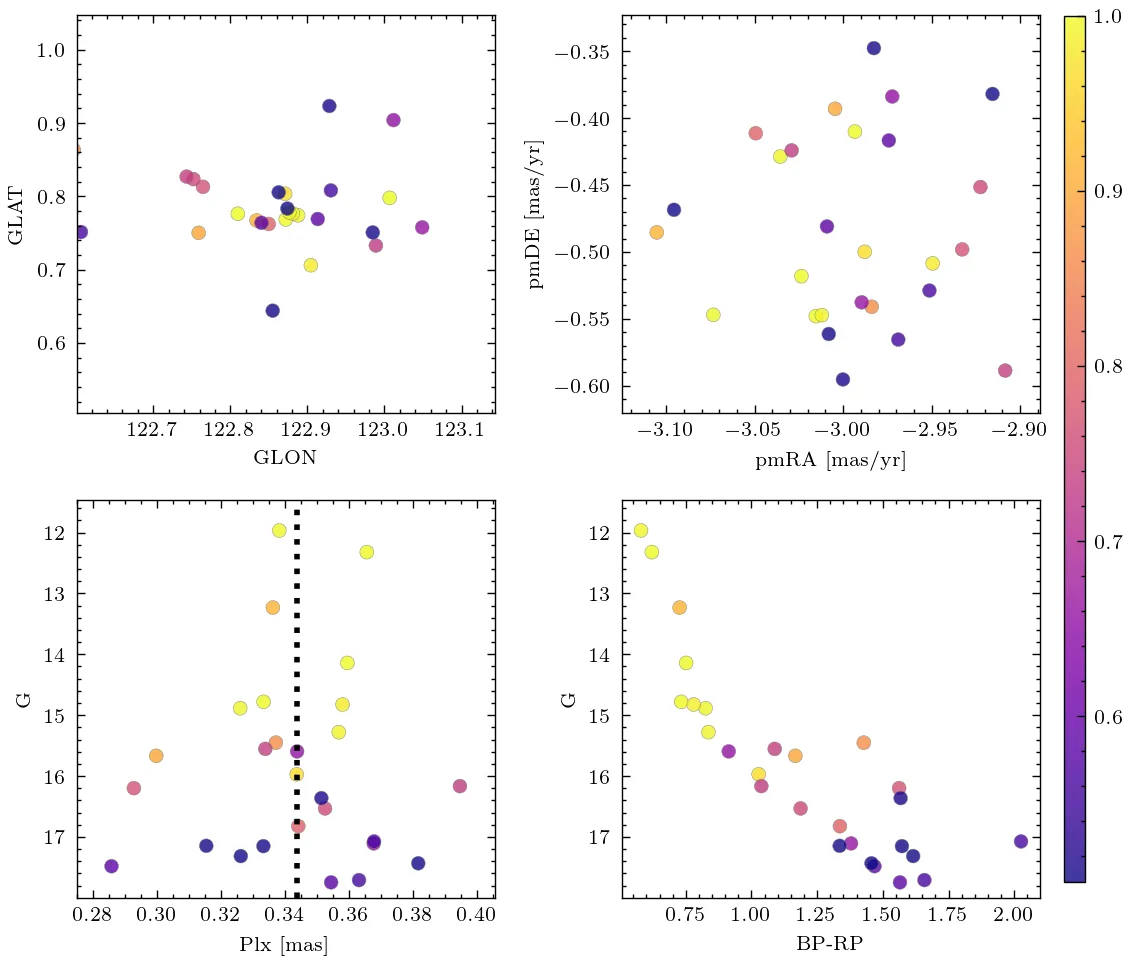 1.0
0.9
0.8
0.7
0.6
GLAT
122.7 122.8 122.9 123.0 123.1
GLON
−0.35
−0.40
−0.45
−0.50
−0.55
−0.60
pmDE [mas/yr]
−3.10 −3.05 −3.00 −2.95 −2.90
pmRA [mas/yr]
12
13
14
15
16
17
G
0.28 0.30 0.32 0.34 0.36 0.38 0.40
Plx [mas]
12
13
14
15
16
17
G
0.75 1.00 1.25 1.50 1.75 2.00
BP-RP
1.0
0.9
0.8
0.7
0.6